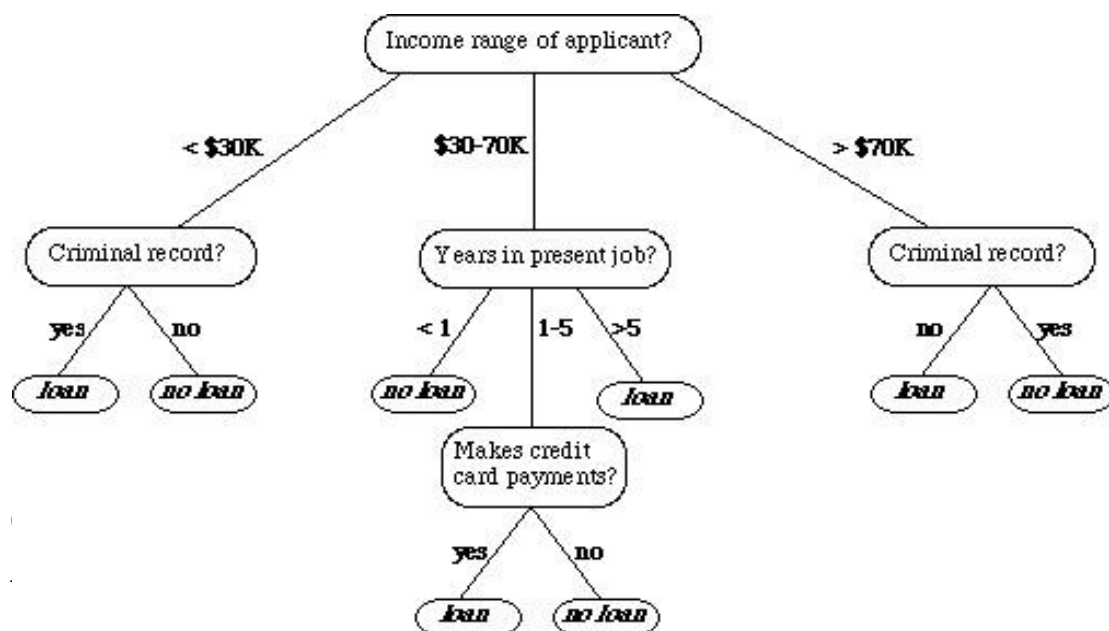 Income range of applicant?
< $30K
$30-70K
> $70K
Criminal record?
Years in present job?
Criminal record?
yes
no
< 1
1-5
>5
no
yes
loan
no loan
no loan
loan
loan
no loan
Makes credit
card payments?
yes
no
loan
no loan